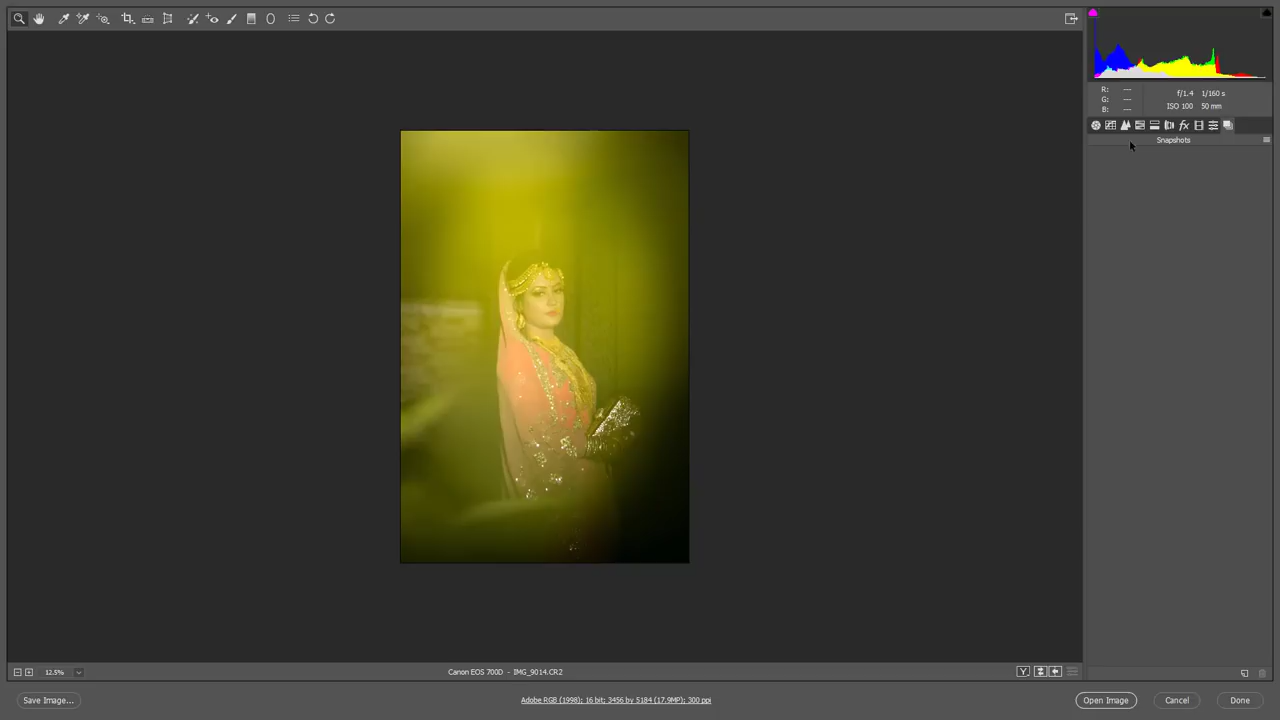 R: ---
G: ---
B: ---
f/1.4 1/160 s
ISO 100 50 mm
Snapshots
12.5%
Canon EOS 700D - IMG_9014.CR2
Y
Save Image...
Adobe RGB (1998); 16 bit; 3456 by 5184 (17.9MP); 300 ppi
Open Image
Cancel
Done